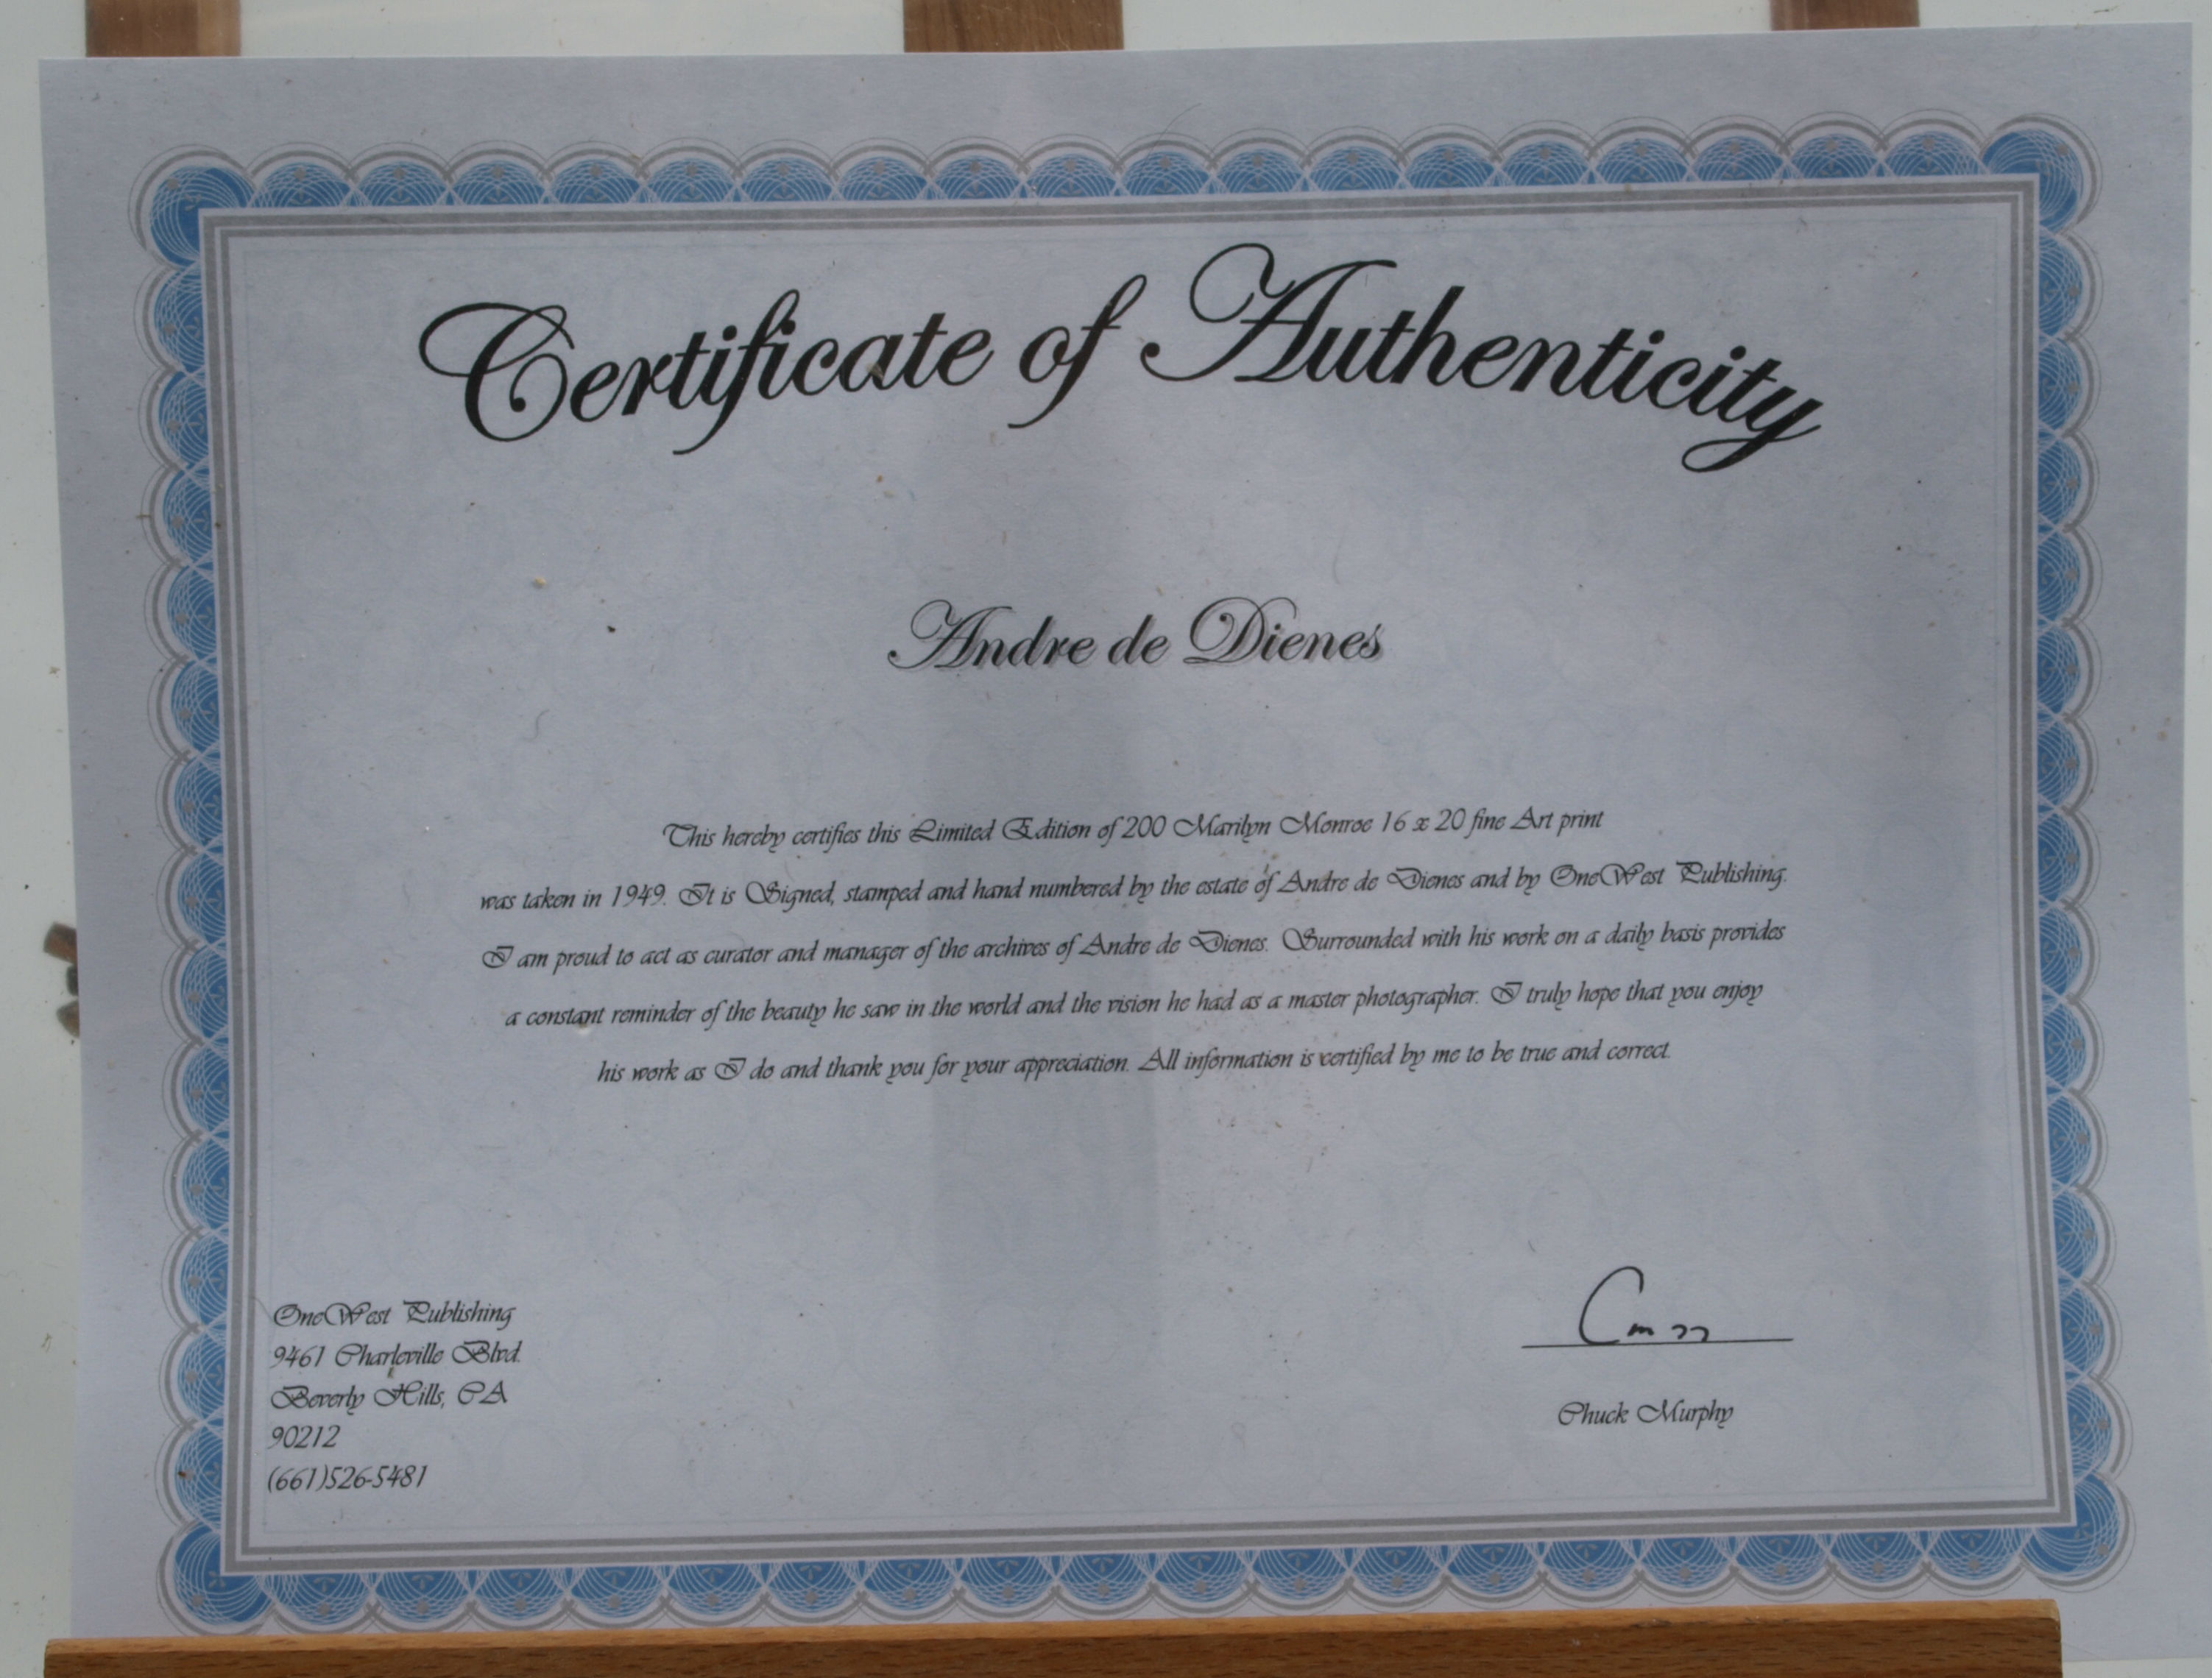 Certificate of Authenticity
Andre de Dienes
This hereby certifies this Limited Edition of 200 Marilyn Monroe 16 x 20 fine Art print
was taken in 1949. It is Signed, stamped and hand numbered by the estate of Andre de Dienes and by OneWest Publishing.
I am proud to act as curator and manager of the archives of Andre de Dienes. Surrounded with his work on a daily basis provides
a constant reminder of the beauty he saw in the world and the vision he had as a master photographer. I truly hope that you enjoy
his work as I do and thank you for your appreciation. All information is certified by me to be true and correct.
OneWest Publishing
9461 Charleville Blvd.
Beverly Hills, CA
90212
(661)526-5481
Chuck Murphy